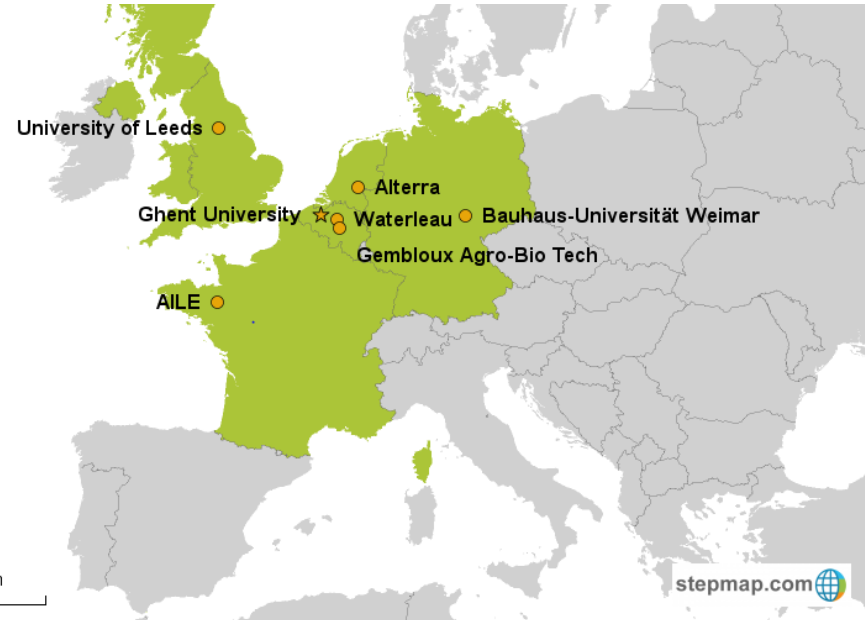 University of Leeds
Alterra
Ghent University
Waterleau
Bauhaus-Universität Weimar
Gembloux Agro-Bio Tech
AILE
stepmap.com